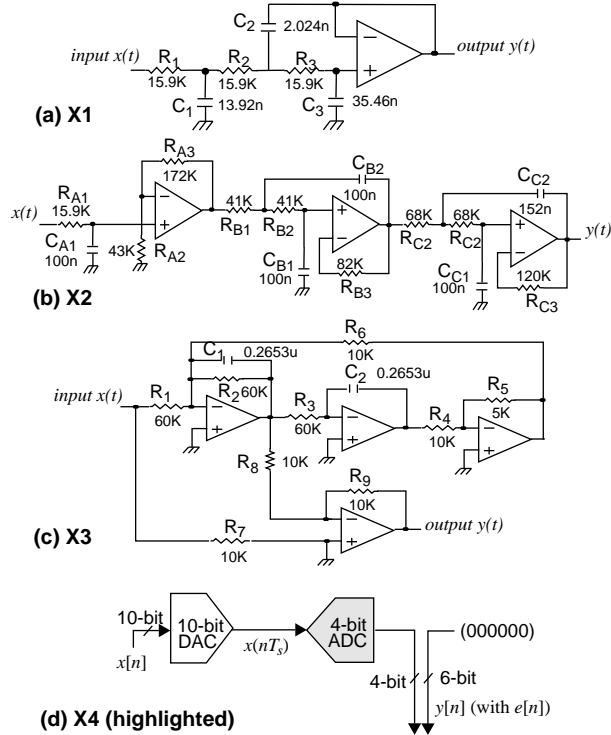 C2
2.024n
input x(t)
R1
R2
R3
output y(t)
15.9K
15.9K
15.9K
C1
13.92n
C3
35.46n
−
+
(a) X1
RA3
172K
CB2
100n
CC2
152n
RA1
15.9K
x(t)
−
+
41K
41K
RB1
RB2
+
−
68K
68K
RC2
RC2
+
−
y(t)
CA1
100n
43K
RA2
CB1
100n
82K
RB3
CC1
100n
120K
RC3
(b) X2
R6
10K
C1
0.2653u
input x(t)
R1
60K
R2
60K
−
+
C2
0.2653u
R3
60K
−
+
R4
10K
R5
5K
−
+
R8
10K
R9
10K
−
+
output y(t)
R7
10K
(c) X3
10-bit
x[n]
10-bit
DAC
x(nTs)
4-bit
ADC
(000000)
4-bit
6-bit
y[n] (with e[n])
(d) X4 (highlighted)